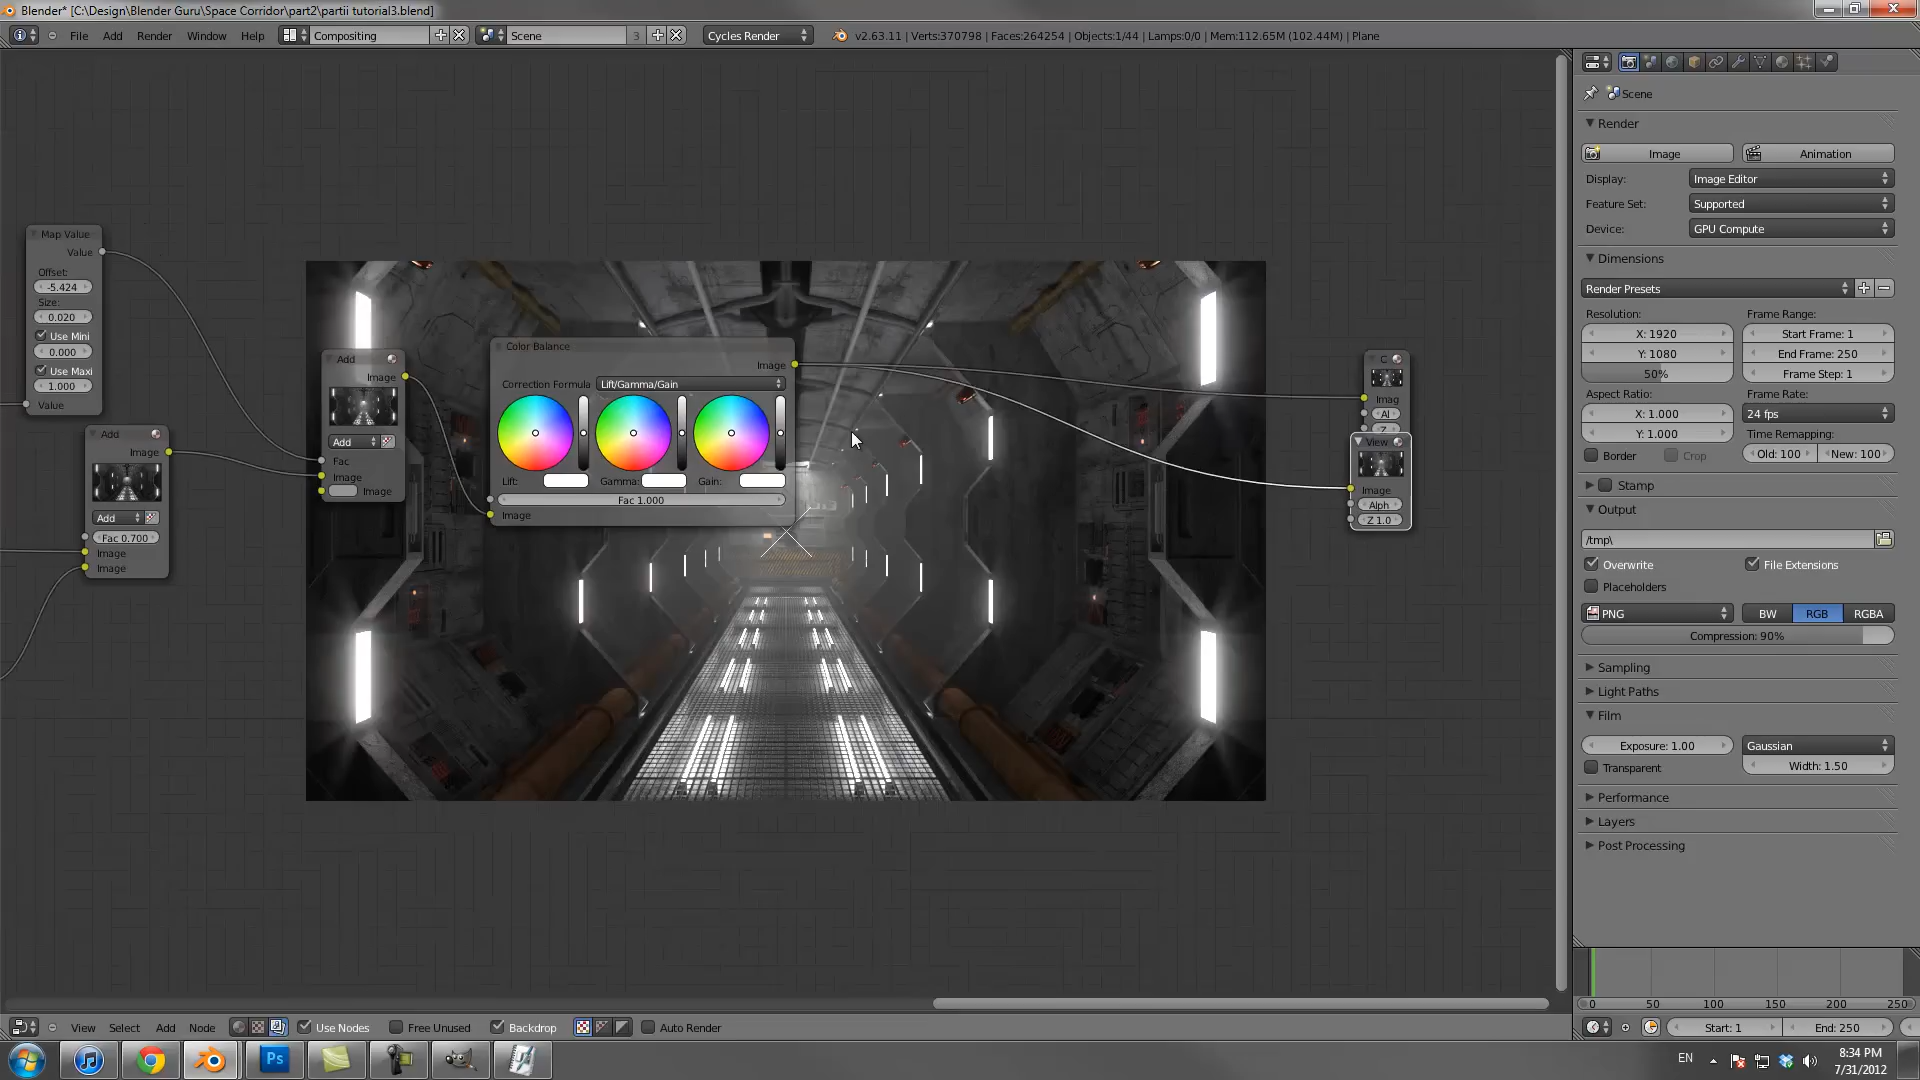 Blender* [C:\Design\Blender Guru\Space Corridor\part2\partii tutorial3.blend]
File Add Render Window Help Compositing Scene 3 Cycles Render v2.63.11 | Verts:370798 | Faces:264254 | Objects:1/44 | Lamps:0/0 | Mem:112.65M (102.44M) | Plane
Scene
Render
Image Animation
Display: Image Editor
Feature Set: Supported
Device: GPU Compute
Dimensions
Render Presets
Resolution: Frame Range:
X: 1920 Start Frame: 1
Y: 1080 End Frame: 250
50% Frame Step: 1
Aspect Ratio: Frame Rate:
X: 1.000 24 fps
Y: 1.000 Time Remapping:
Border Crop Old: 100 New: 100
Stamp
Output
/tmp\
Overwrite File Extensions
Placeholders
PNG BW RGB RGBA
Compression: 90%
Sampling
Light Paths
Film
Exposure: 1.00 Gaussian
Transparent Width: 1.50
Performance
Layers
Post Processing
Map Value
Value
Offset:
-5.424
Size:
0.020
Use Mini
0.000
Use Maxi
1.000
Value
Add
Image
Add
Fac 0.700
Image
Image
Add
Image
Add
Fac
Image
Image
Color Balance
Image
Correction Formula Lift/Gamma/Gain
Lift: Gamma: Gain:
Fac 1.000
Image
C
Imag
Al
Z
View
Image
Alph
Z 1.0
0 50 100 150 200 250
View Select Add Node Use Nodes Free Unused Backdrop Auto Render
Start: 1 End: 250
Ps
EN
8:34 PM
7/31/2012